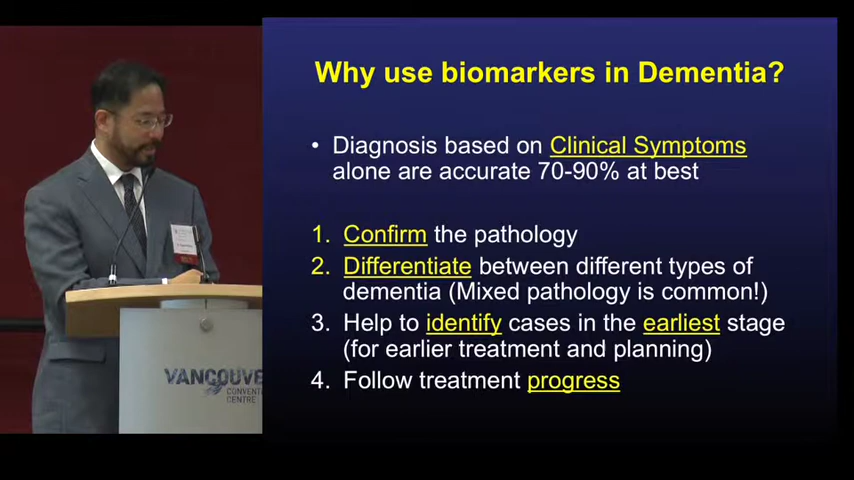 Why use biomarkers in Dementia?
• Diagnosis based on Clinical Symptoms
alone are accurate 70-90% at best
1. Confirm the pathology
2. Differentiate between different types of
dementia (Mixed pathology is common!)
3. Help to identify cases in the earliest stage
(for earlier treatment and planning)
4. Follow treatment progress
VANCOUVE
CONVENT
CENTRE